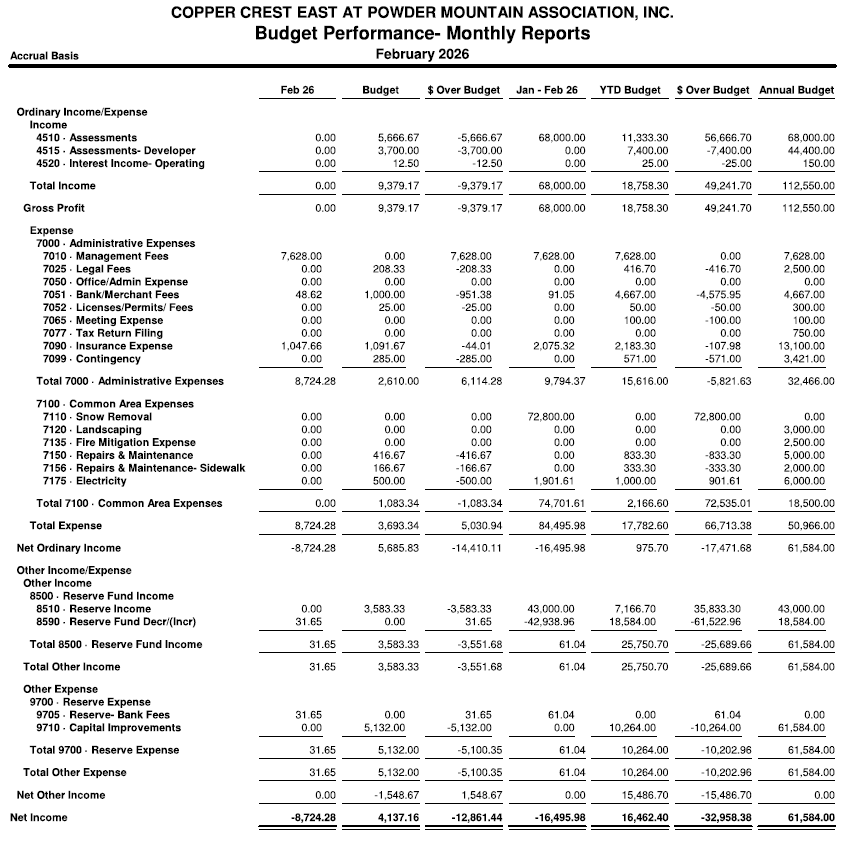 COPPER CREST EAST AT POWDER MOUNTAIN ASSOCIATION, INC.
Budget Performance- Monthly Reports
Accrual Basis February 2026
Feb 26 Budget $ Over Budget Jan - Feb 26 YTD Budget $ Over Budget Annual Budget
Ordinary Income/Expense
Income
4510 · Assessments 0.00 5,666.67 -5,666.67 68,000.00 11,333.30 56,666.70 68,000.00
4515 · Assessments- Developer 0.00 3,700.00 -3,700.00 0.00 7,400.00 -7,400.00 44,400.00
4520 · Interest Income- Operating 0.00 12.50 -12.50 0.00 25.00 -25.00 150.00
Total Income 0.00 9,379.17 -9,379.17 68,000.00 18,758.30 49,241.70 112,550.00
Gross Profit 0.00 9,379.17 -9,379.17 68,000.00 18,758.30 49,241.70 112,550.00
Expense
7000 · Administrative Expenses
7010 · Management Fees 7,628.00 0.00 7,628.00 7,628.00 7,628.00 0.00 7,628.00
7025 · Legal Fees 0.00 208.33 -208.33 0.00 416.70 -416.70 2,500.00
7050 · Office/Admin Expense 0.00 0.00 0.00 0.00 0.00 0.00 0.00
7051 · Bank/Merchant Fees 48.62 1,000.00 -951.38 91.05 4,667.00 -4,575.95 4,667.00
7052 · Licenses/Permits/ Fees 0.00 25.00 -25.00 0.00 50.00 -50.00 300.00
7065 · Meeting Expense 0.00 0.00 0.00 0.00 100.00 -100.00 100.00
7077 · Tax Return Filing 0.00 0.00 0.00 0.00 0.00 0.00 750.00
7090 · Insurance Expense 1,047.66 1,091.67 -44.01 2,075.32 2,183.30 -107.98 13,100.00
7099 · Contingency 0.00 285.00 -285.00 0.00 571.00 -571.00 3,421.00
Total 7000 · Administrative Expenses 8,724.28 2,610.00 6,114.28 9,794.37 15,616.00 -5,821.63 32,466.00
7100 · Common Area Expenses
7110 · Snow Removal 0.00 0.00 0.00 72,800.00 0.00 72,800.00 0.00
7120 · Landscaping 0.00 0.00 0.00 0.00 0.00 0.00 3,000.00
7135 · Fire Mitigation Expense 0.00 0.00 0.00 0.00 0.00 0.00 2,500.00
7150 · Repairs & Maintenance 0.00 416.67 -416.67 0.00 833.30 -833.30 5,000.00
7156 · Repairs & Maintenance- Sidewalk 0.00 166.67 -166.67 0.00 333.30 -333.30 2,000.00
7175 · Electricity 0.00 500.00 -500.00 1,901.61 1,000.00 901.61 6,000.00
Total 7100 · Common Area Expenses 0.00 1,083.34 -1,083.34 74,701.61 2,166.60 72,535.01 18,500.00
Total Expense 8,724.28 3,693.34 5,030.94 84,495.98 17,782.60 66,713.38 50,966.00
Net Ordinary Income -8,724.28 5,685.83 -14,410.11 -16,495.98 975.70 -17,471.68 61,584.00
Other Income/Expense
Other Income
8500 · Reserve Fund Income
8510 · Reserve Income 0.00 3,583.33 -3,583.33 43,000.00 7,166.70 35,833.30 43,000.00
8590 · Reserve Fund Decr/(Incr) 31.65 0.00 31.65 -42,938.96 18,584.00 -61,522.96 18,584.00
Total 8500 · Reserve Fund Income 31.65 3,583.33 -3,551.68 61.04 25,750.70 -25,689.66 61,584.00
Total Other Income 31.65 3,583.33 -3,551.68 61.04 25,750.70 -25,689.66 61,584.00
Other Expense
9700 · Reserve Expense
9705 · Reserve- Bank Fees 31.65 0.00 31.65 61.04 0.00 61.04 0.00
9710 · Capital Improvements 0.00 5,132.00 -5,132.00 0.00 10,264.00 -10,264.00 61,584.00
Total 9700 · Reserve Expense 31.65 5,132.00 -5,100.35 61.04 10,264.00 -10,202.96 61,584.00
Total Other Expense 31.65 5,132.00 -5,100.35 61.04 10,264.00 -10,202.96 61,584.00
Net Other Income 0.00 -1,548.67 1,548.67 0.00 15,486.70 -15,486.70 0.00
Net Income -8,724.28 4,137.16 -12,861.44 -16,495.98 16,462.40 -32,958.38 61,584.00